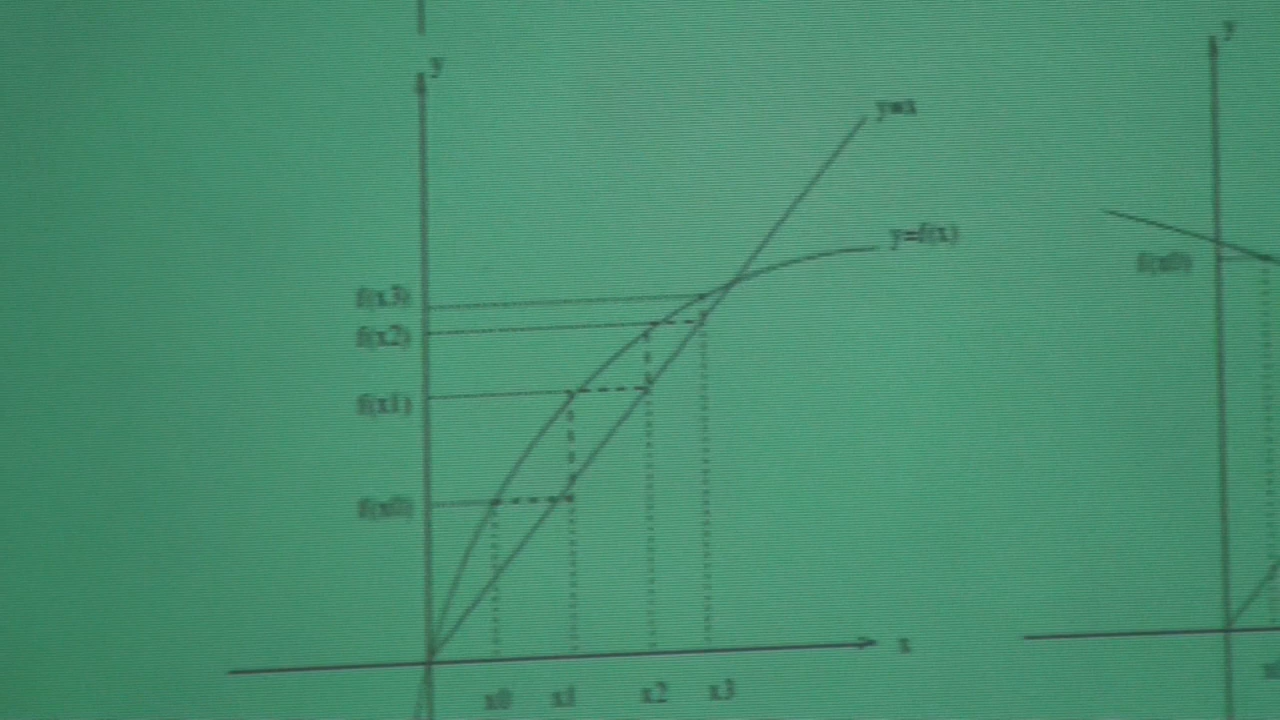 y
y
y=x
y=f(x)
f(x0)
f(x3)
f(x2)
f(x1)
f(x0)
x
x0 x1 x2 x3